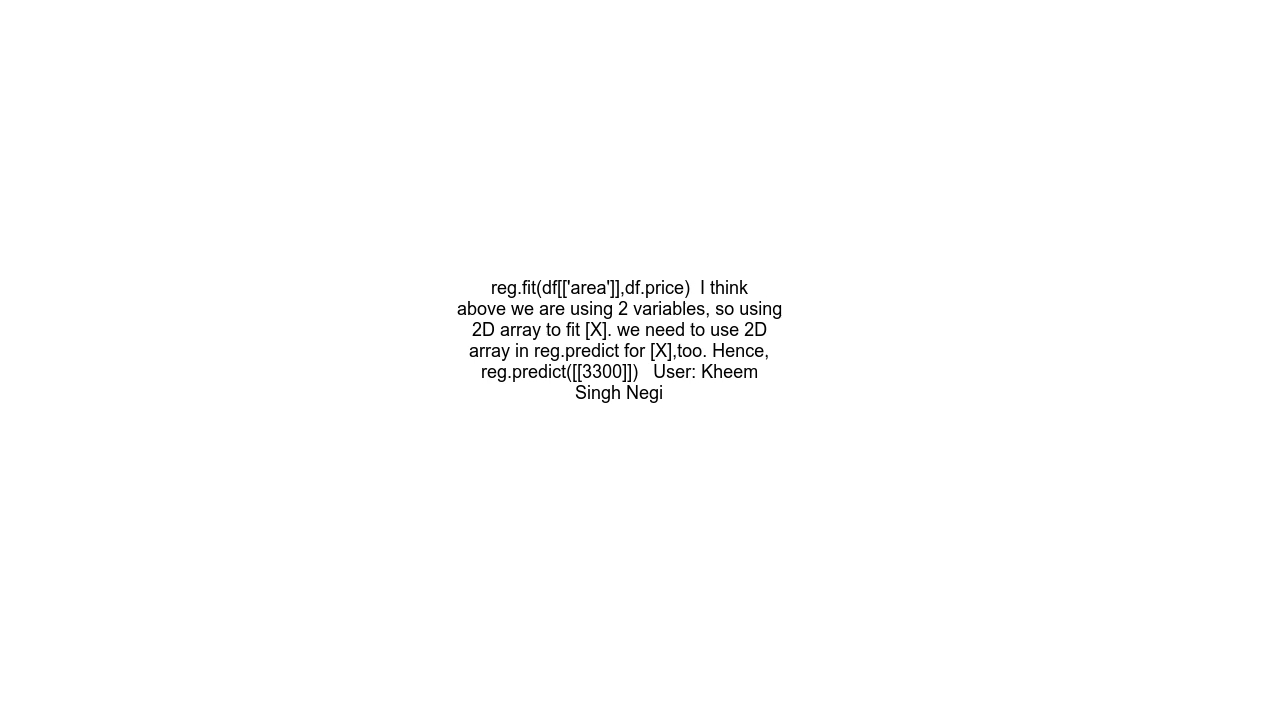 reg.fit(df[['area']],df.price)  I think
above we are using 2 variables, so using
2D array to fit [X]. we need to use 2D
array in reg.predict for [X],too. Hence,
reg.predict([[3300]])   User: Kheem
Singh Negi